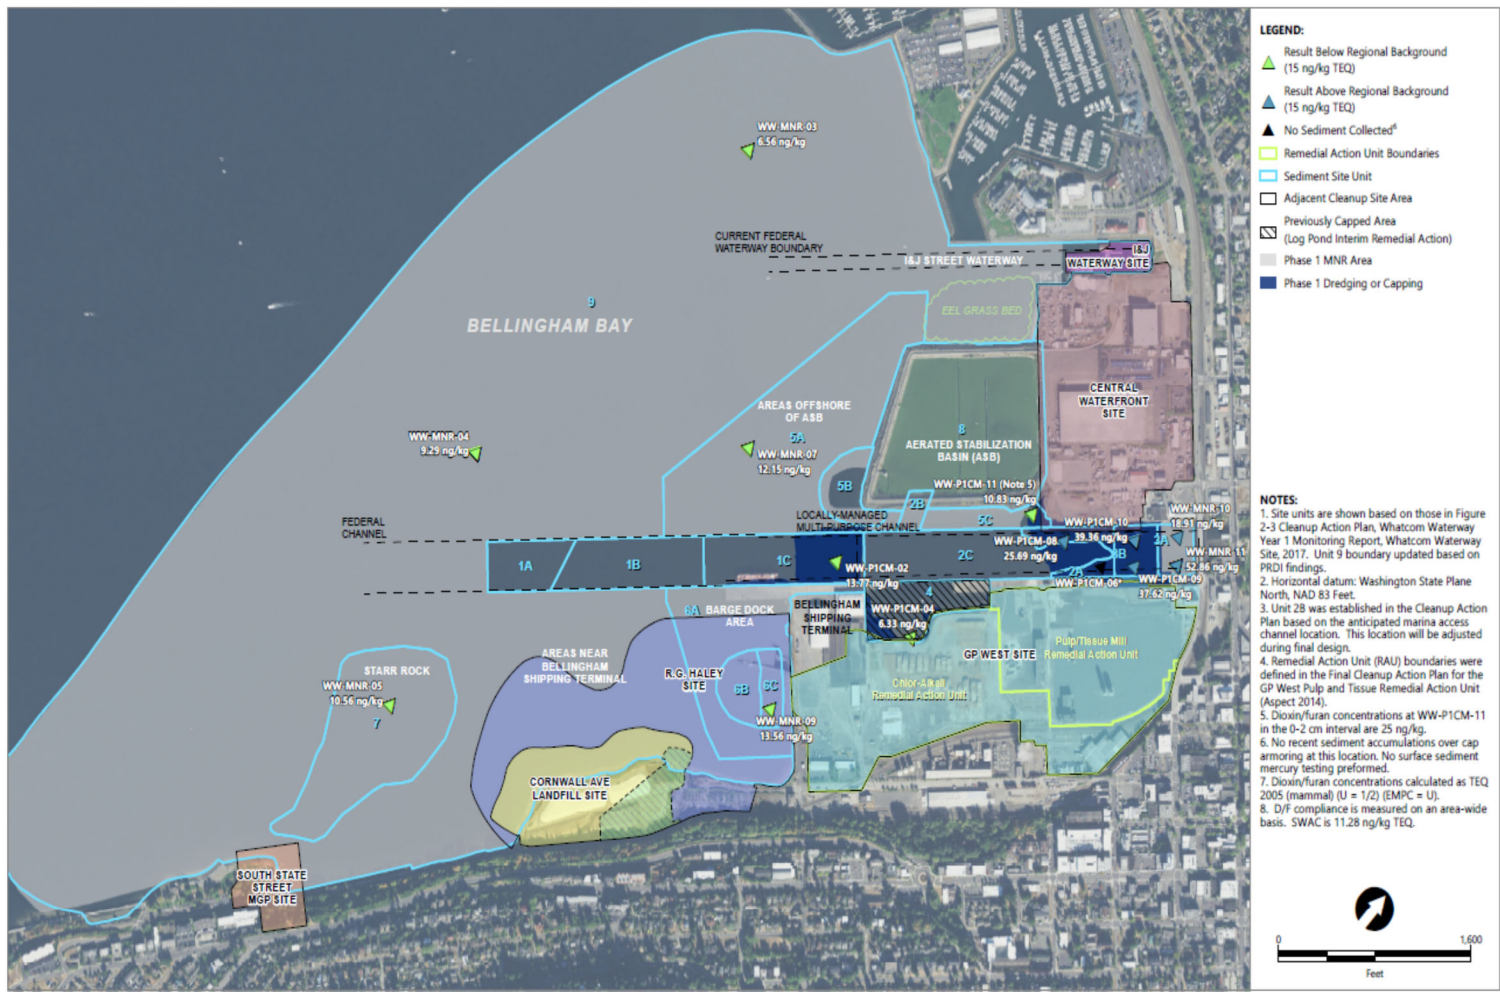 WW-MNR-03
6.56 ng/kg
CURRENT FEDERAL
WATERWAY BOUNDARY
I&J STREET WATERWAY
I&J
WATERWAY SITE
EEL GRASS BED
9
BELLINGHAM BAY
CENTRAL
WATERFRONT
SITE
AREAS OFFSHORE
OF ASB
5A
WW-MNR-04
9.29 ng/kg
WW-MNR-07
12.15 ng/kg
8
AERATED STABILIZATION
BASIN (ASB)
5B
WW-P1CM-11 (Note 5)
10.83 ng/kg
2B
5C
LOCALLY-MANAGED
MULTI-PURPOSE CHANNEL
FEDERAL
CHANNEL
WW-MNR-10
18.91 ng/kg
WW-P1CM-10
39.36 ng/kg
WW-P1CM-08
25.69 ng/kg
3A
3B
WW-MNR-11
52.86 ng/kg
1A
1B
1C
2C
2A
WW-P1CM-02
13.77 ng/kg
WW-P1CM-06*
WW-P1CM-09
37.62 ng/kg
4
6A
BARGE DOCK
AREA
BELLINGHAM
SHIPPING
TERMINAL
WW-P1CM-04
6.33 ng/kg
Pulp/Tissue Mill
Remedial Action Unit
GP WEST SITE
AREAS NEAR
BELLINGHAM
SHIPPING TERMINAL
R.G. HALEY
SITE
Chlor-Alkali
Remedial Action Unit
6B
6C
STARR ROCK
WW-MNR-05
10.56 ng/kg
7
WW-MNR-09
13.56 ng/kg
CORNWALL AVE
LANDFILL SITE
SOUTH STATE
STREET
MGP SITE
LEGEND:
Result Below Regional Background
(15 ng/kg TEQ)
Result Above Regional Background
(15 ng/kg TEQ)
No Sediment Collected6
Remedial Action Unit Boundaries
Sediment Site Unit
Adjacent Cleanup Site Area
Previously Capped Area
(Log Pond Interim Remedial Action)
Phase 1 MNR Area
Phase 1 Dredging or Capping
NOTES:
1. Site units are shown based on those in Figure
2-3 Cleanup Action Plan, Whatcom Waterway
Year 1 Monitoring Report, Whatcom Waterway
Site, 2017. Unit 9 boundary updated based on
PRDI findings.
2. Horizontal datum: Washington State Plane
North, NAD 83 Feet.
3. Unit 2B was established in the Cleanup Action
Plan based on the anticipated marina access
channel location. This location will be adjusted
during final design.
4. Remedial Action Unit (RAU) boundaries were
defined in the Final Cleanup Action Plan for the
GP West Pulp and Tissue Remedial Action Unit
(Aspect 2014).
5. Dioxin/furan concentrations at WW-P1CM-11
in the 0-2 cm interval are 25 ng/kg.
6. No recent sediment accumulations over cap
armoring at this location. No surface sediment
mercury testing preformed.
7. Dioxin/furan concentrations calculated as TEQ
2005 (mammal) (U = 1/2) (EMPC = U).
8. D/F compliance is measured on an area-wide
basis. SWAC is 11.28 ng/kg TEQ.
0
1,600
Feet